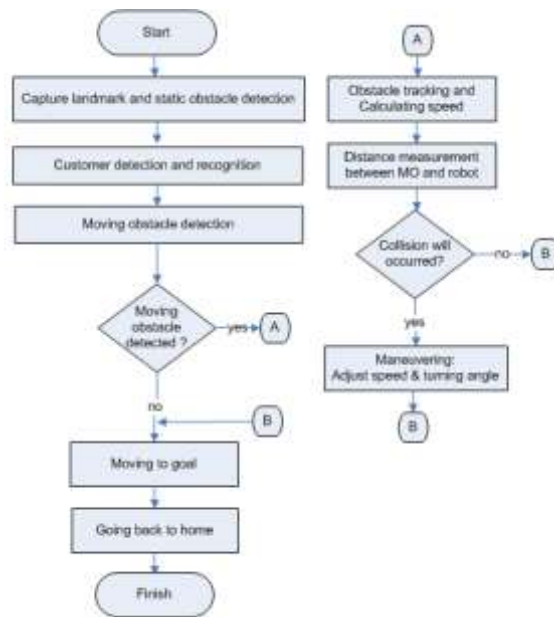 Start
Capture landmark and static obstacle detection
Customer detection and recognition
Moving obstacle detection
Moving
obstacle
detected ?
yes
A
no
B
Moving to goal
Going back to home
Finish
A
Obstacle tracking and
Calculating speed
Distance measurement
between MO and robot
Collision will
occurred?
no
B
yes
Maneuvering:
Adjust speed & turning angle
B